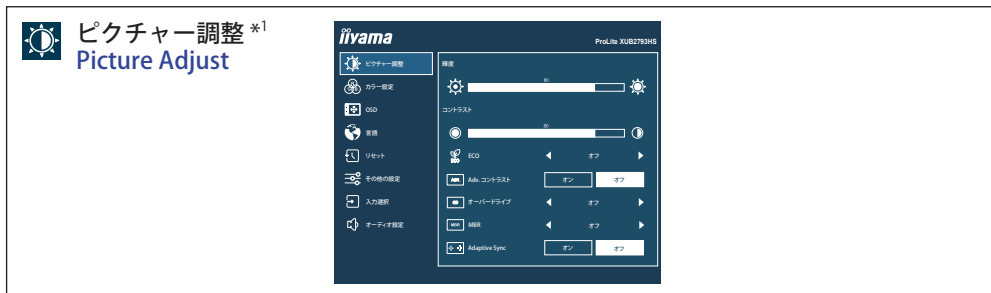 ピクチャー調整 *1
Picture Adjust
iiyama
ProLite XUB2793HS
ピクチャー調整
カラー設定
OSD
言語
リセット
その他の設定
入力選択
オーディオ設定
輝度
80
コントラスト
80
ECO オフ
Adv. コントラスト オン オフ
オーバードライブ オフ
MBR MBR オフ
Adaptive Sync オン オフ